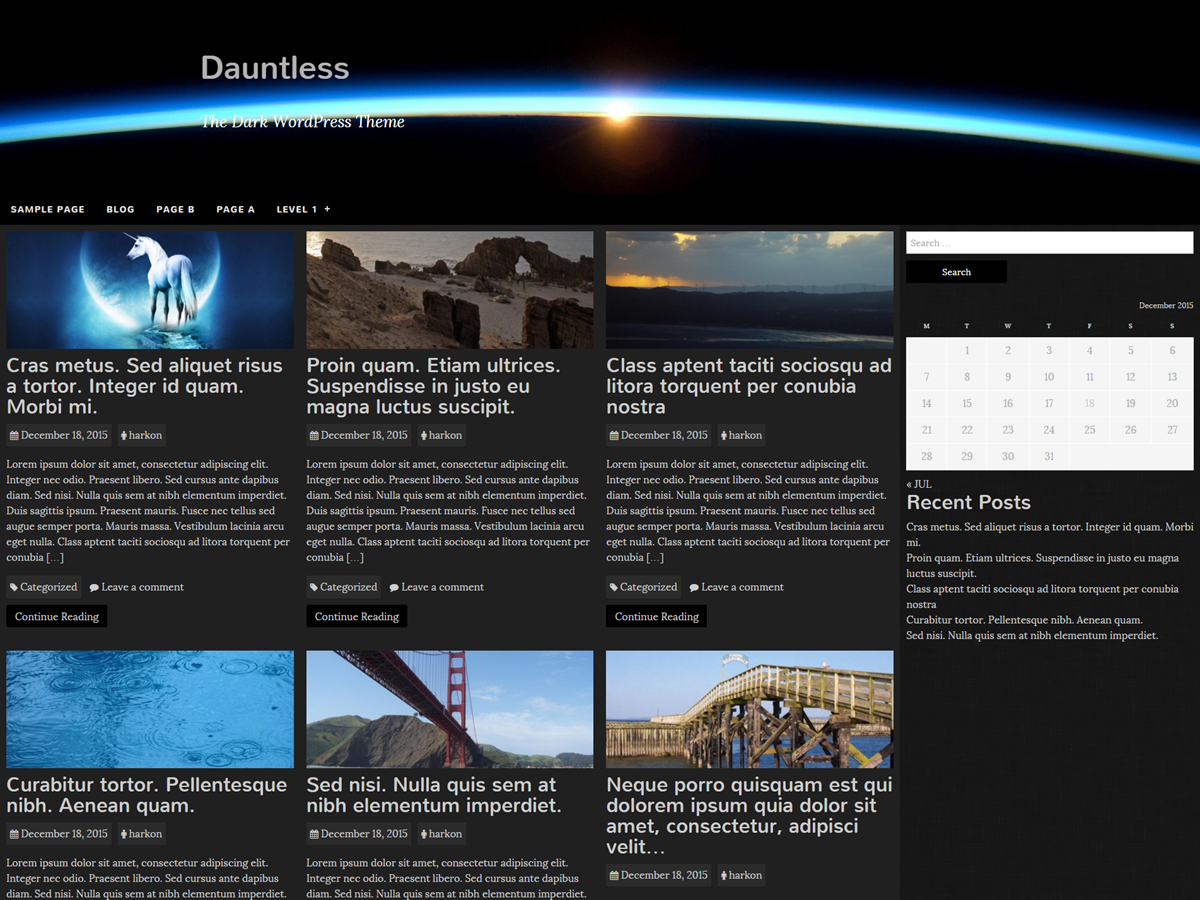 Dauntless
The Dark WordPress Theme
SAMPLE PAGE BLOG PAGE B PAGE A LEVEL 1 +
Cras metus. Sed aliquet risus
a tortor. Integer id quam.
Morbi mi.
December 18, 2015 harkon
Lorem ipsum dolor sit amet, consectetur adipiscing elit.
Integer nec odio. Praesent libero. Sed cursus ante dapibus
diam. Sed nisi. Nulla quis sem at nibh elementum imperdiet.
Duis sagittis ipsum. Praesent mauris. Fusce nec tellus sed
augue semper porta. Mauris massa. Vestibulum lacinia arcu
eget nulla. Class aptent taciti sociosqu ad litora torquent per
conubia […]
Categorized Leave a comment
Continue Reading
Proin quam. Etiam ultrices.
Suspendisse in justo eu
magna luctus suscipit.
December 18, 2015 harkon
Lorem ipsum dolor sit amet, consectetur adipiscing elit.
Integer nec odio. Praesent libero. Sed cursus ante dapibus
diam. Sed nisi. Nulla quis sem at nibh elementum imperdiet.
Duis sagittis ipsum. Praesent mauris. Fusce nec tellus sed
augue semper porta. Mauris massa. Vestibulum lacinia arcu
eget nulla. Class aptent taciti sociosqu ad litora torquent per
conubia […]
Categorized Leave a comment
Continue Reading
Class aptent taciti sociosqu ad
litora torquent per conubia
nostra
December 18, 2015 harkon
Lorem ipsum dolor sit amet, consectetur adipiscing elit.
Integer nec odio. Praesent libero. Sed cursus ante dapibus
diam. Sed nisi. Nulla quis sem at nibh elementum imperdiet.
Duis sagittis ipsum. Praesent mauris. Fusce nec tellus sed
augue semper porta. Mauris massa. Vestibulum lacinia arcu
eget nulla. Class aptent taciti sociosqu ad litora torquent per
conubia […]
Categorized Leave a comment
Continue Reading
Curabitur tortor. Pellentesque
nibh. Aenean quam.
December 18, 2015 harkon
Lorem ipsum dolor sit amet, consectetur adipiscing elit.
Integer nec odio. Praesent libero. Sed cursus ante dapibus
diam. Sed nisi. Nulla quis sem at nibh elementum imperdiet.
Sed nisi. Nulla quis sem at
nibh elementum imperdiet.
December 18, 2015 harkon
Lorem ipsum dolor sit amet, consectetur adipiscing elit.
Integer nec odio. Praesent libero. Sed cursus ante dapibus
diam. Sed nisi. Nulla quis sem at nibh elementum imperdiet.
Neque porro quisquam est qui
dolorem ipsum quia dolor sit
amet, consectetur, adipisci
velit…
December 18, 2015 harkon
Search …
Search
December 2015
M T W T F S S
1 2 3 4 5 6
7 8 9 10 11 12 13
14 15 16 17 18 19 20
21 22 23 24 25 26 27
28 29 30 31
« JUL
Recent Posts
Cras metus. Sed aliquet risus a tortor. Integer id quam. Morbi
mi.
Proin quam. Etiam ultrices. Suspendisse in justo eu magna
luctus suscipit.
Class aptent taciti sociosqu ad litora torquent per conubia
nostra
Curabitur tortor. Pellentesque nibh. Aenean quam.
Sed nisi. Nulla quis sem at nibh elementum imperdiet.